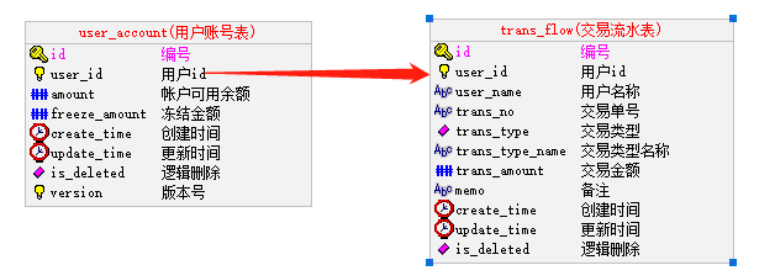 user_account(用户账号表)
id 编号
user_id 用户id
amount 帐户可用余额
freeze_amount 冻结金额
create_time 创建时间
update_time 更新时间
is_deleted 逻辑删除
version 版本号
trans_flow(交易流水表)
id 编号
user_id 用户id
user_name 用户名称
trans_no 交易单号
trans_type 交易类型
trans_type_name 交易类型名称
trans_amount 交易金额
memo 备注
create_time 创建时间
update_time 更新时间
is_deleted 逻辑删除